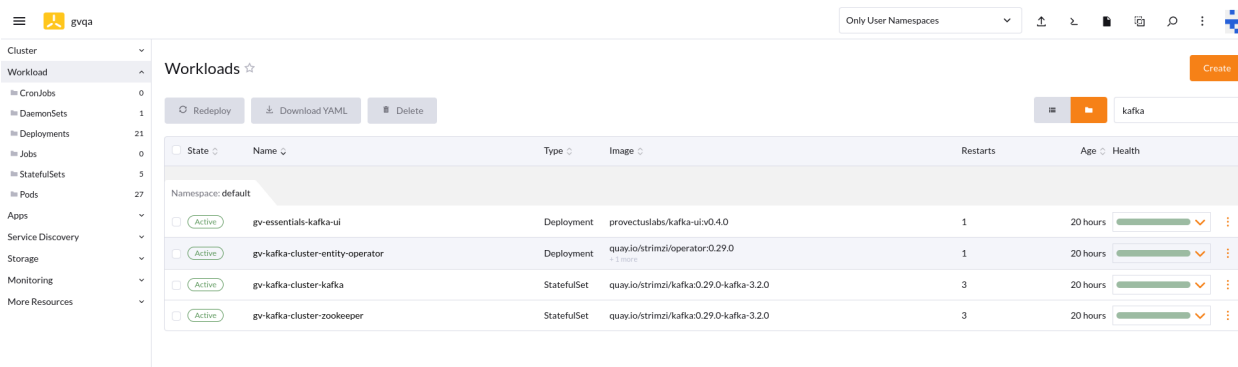 gvqa
Only User Namespaces
Cluster
Workload
CronJobs 0
DaemonSets 1
Deployments 21
Jobs 0
StatefulSets 5
Pods 27
Apps
Service Discovery
Storage
Monitoring
More Resources
Workloads
Create
Redeploy
Download YAML
Delete
kafka
State Name Type Image Restarts Age Health
Namespace: default
Active gv-essentials-kafka-ui Deployment provectuslabs/kafka-ui:v0.4.0 1 20 hours
Active gv-kafka-cluster-entity-operator Deployment quay.io/strimzi/operator:0.29.0 1 20 hours
+ 1 more
Active gv-kafka-cluster-kafka StatefulSet quay.io/strimzi/kafka:0.29.0-kafka-3.2.0 3 20 hours
Active gv-kafka-cluster-zookeeper StatefulSet quay.io/strimzi/kafka:0.29.0-kafka-3.2.0 3 20 hours